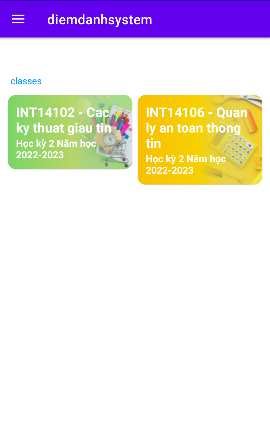 diemdanhsystem
classes
INT14102 - Cac
ky thuat giau tin
Học kỳ 2 Năm học
2022-2023
INT14106 - Quan
ly an toan thong
tin
Học kỳ 2 Năm học
2022-2023